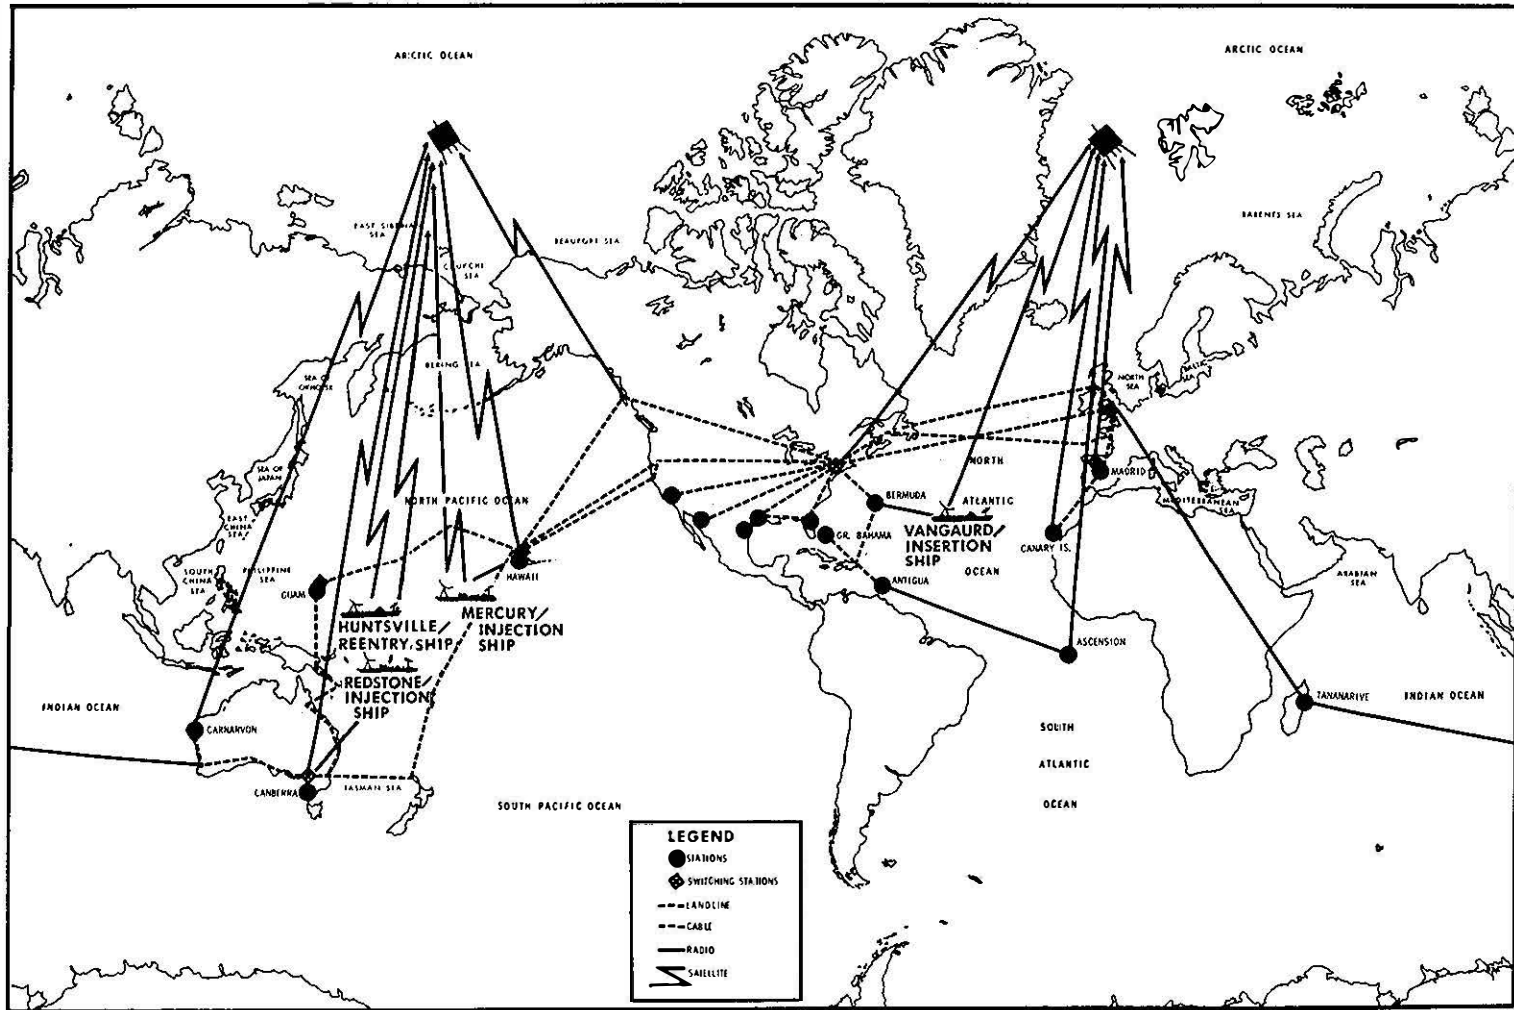 ARCTIC OCEAN
ARCTIC OCEAN
EAST SIBERIA
SEA
BEAUFORT SEA
BARENTS SEA
SEA
BERING SEA
SEA OF
NORTH
SEA
BALTIC
SEA
SEA OF
JAPAN
NORTH PACIFIC OCEAN
NORTH
ATLANTIC
OCEAN
MADRID
MEDITERRANEAN
SEA
EAST
CHINA
SEA
BERMUDA
VANGAURD/
INSERTION
SHIP
GR. BAHAMA
CANARY IS.
SOUTH
CHINA
SEA
PHILIPPINE
SEA
HAWAII
ANTIGUA
ARABIAN
SEA
GUAM
HUNTSVILLE/
REENTRY SHIP
MERCURY/
INJECTION
SHIP
ASCENSION
REDSTONE/
INJECTION
SHIP
INDIAN OCEAN
CARNARVON
TANANARIVE
INDIAN OCEAN
SOUTH
ATLANTIC
OCEAN
CANBERRA
TASMAN SEA
SOUTH PACIFIC OCEAN
LEGEND
STATIONS
SWITCHING STATIONS
LANDLINE
CABLE
RADIO
SATELLITE